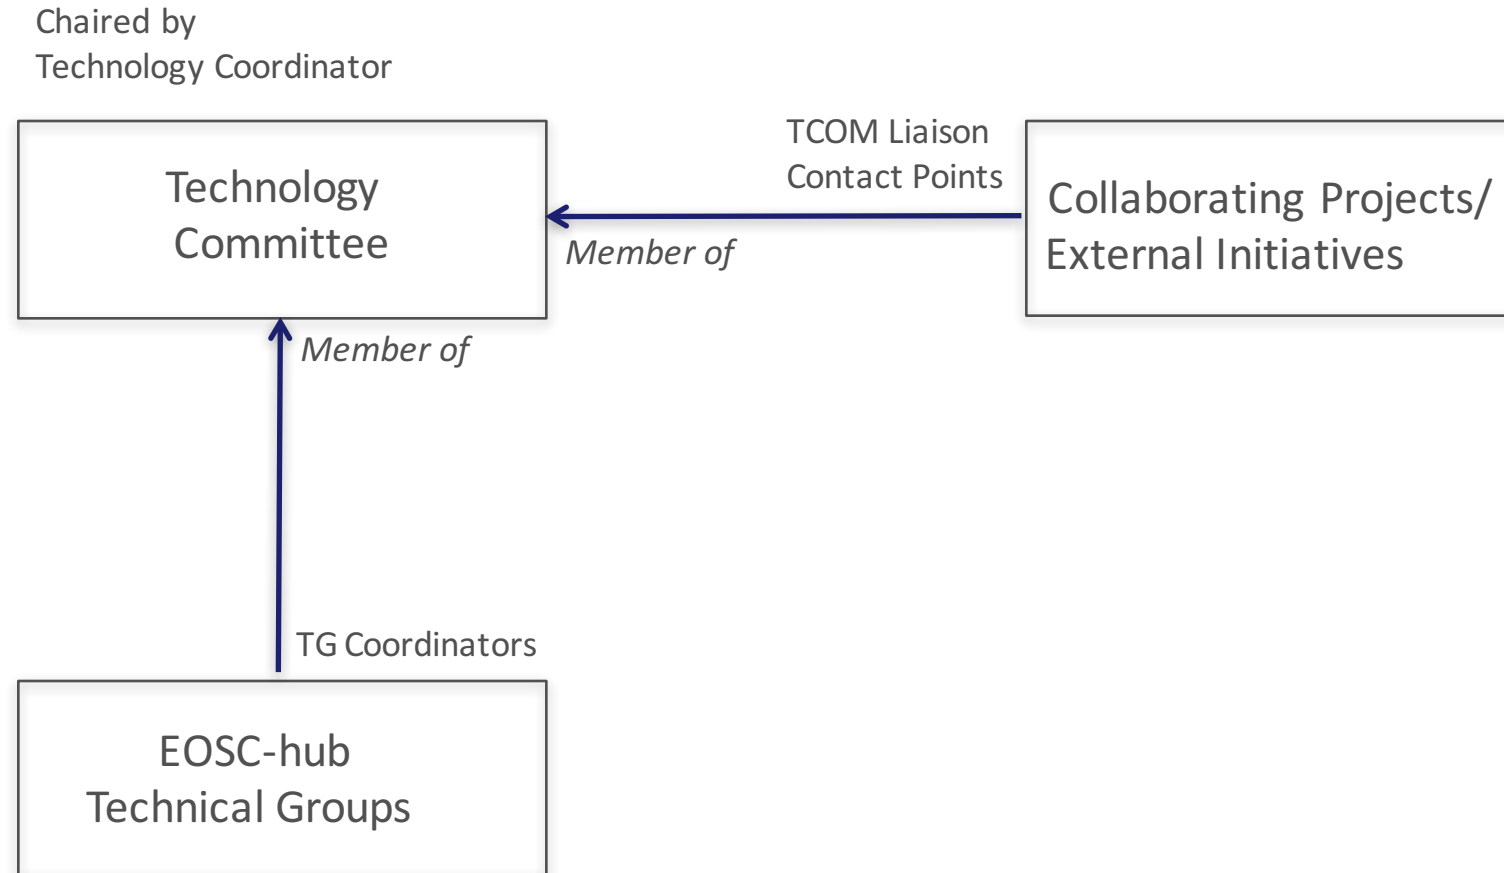 Chaired by
Technology Coordinator
Technology
Committee
TCOM Liaison
Contact Points
Collaborating Projects/
External Initiatives
Member of
Member of
TG Coordinators
EOSC-hub
Technical Groups